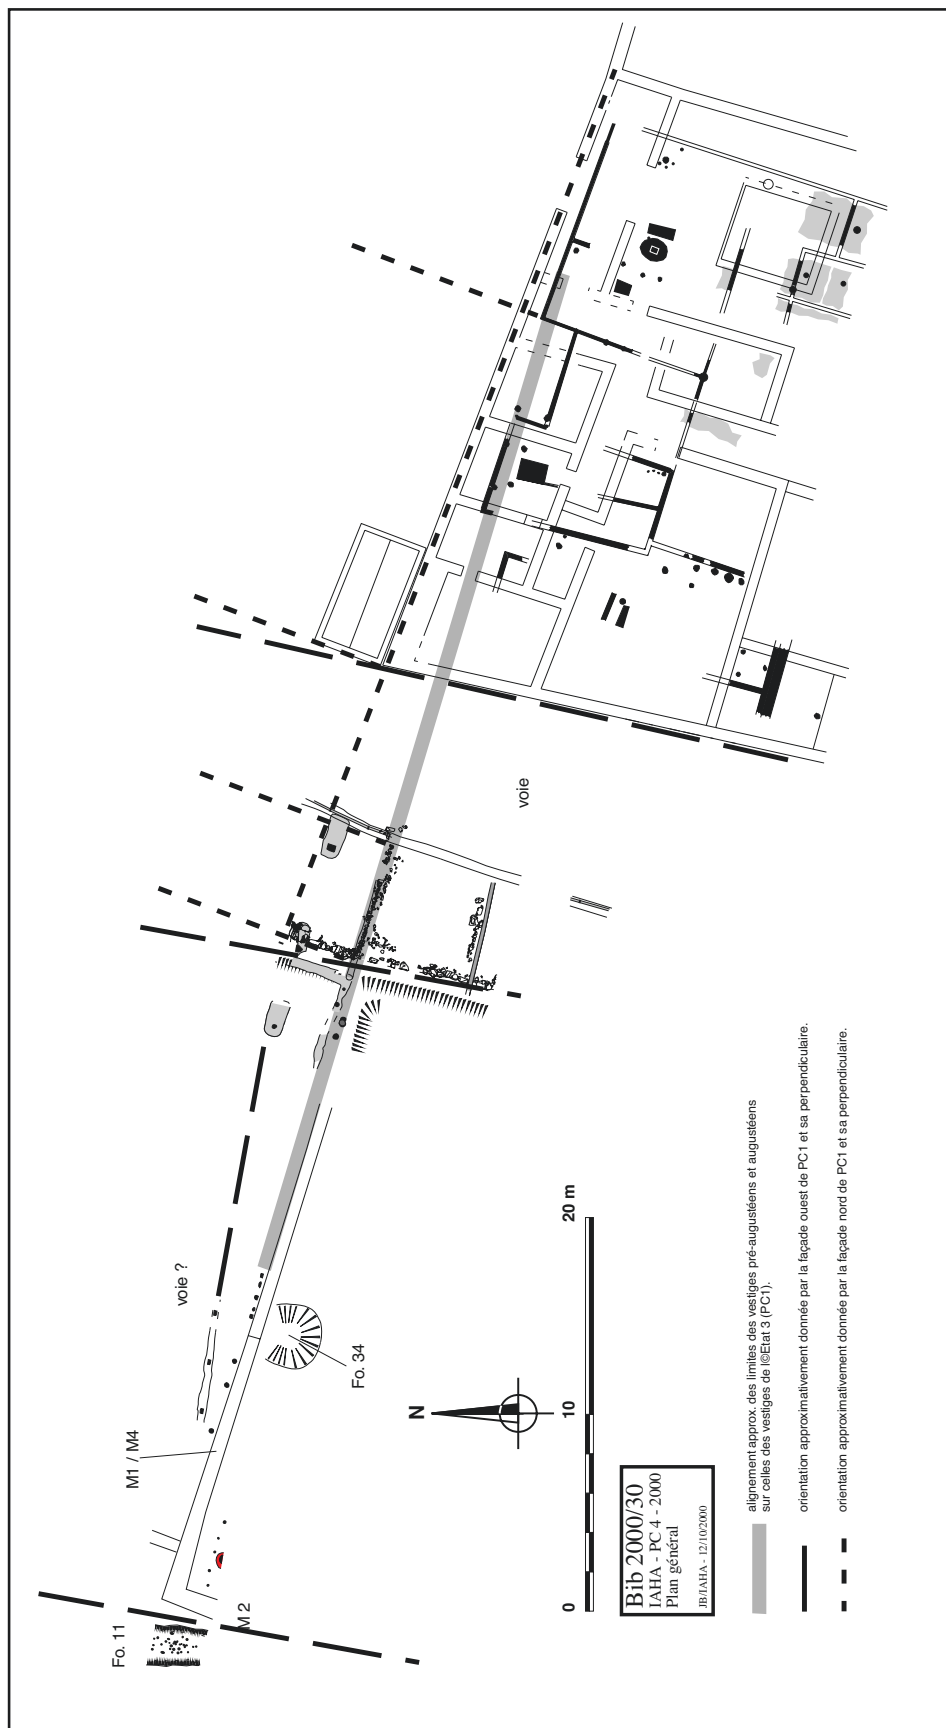 voie
voie ?
Fo. 34
M1 / M4
M 2
Fo. 11
N
0
10
20 m
Bib 2000/30
IAHA - PC 4 - 2000
Plan général
JB/IAHA - 12/10/2000
alignement approx. des limites des vestiges pré-augustéens et augustéens
sur celles des vestiges de l©Etat 3 (PC1).
orientation approximativement donnée par la façade ouest de PC1 et sa perpendiculaire.
orientation approximativement donnée par la façade nord de PC1 et sa perpendiculaire.